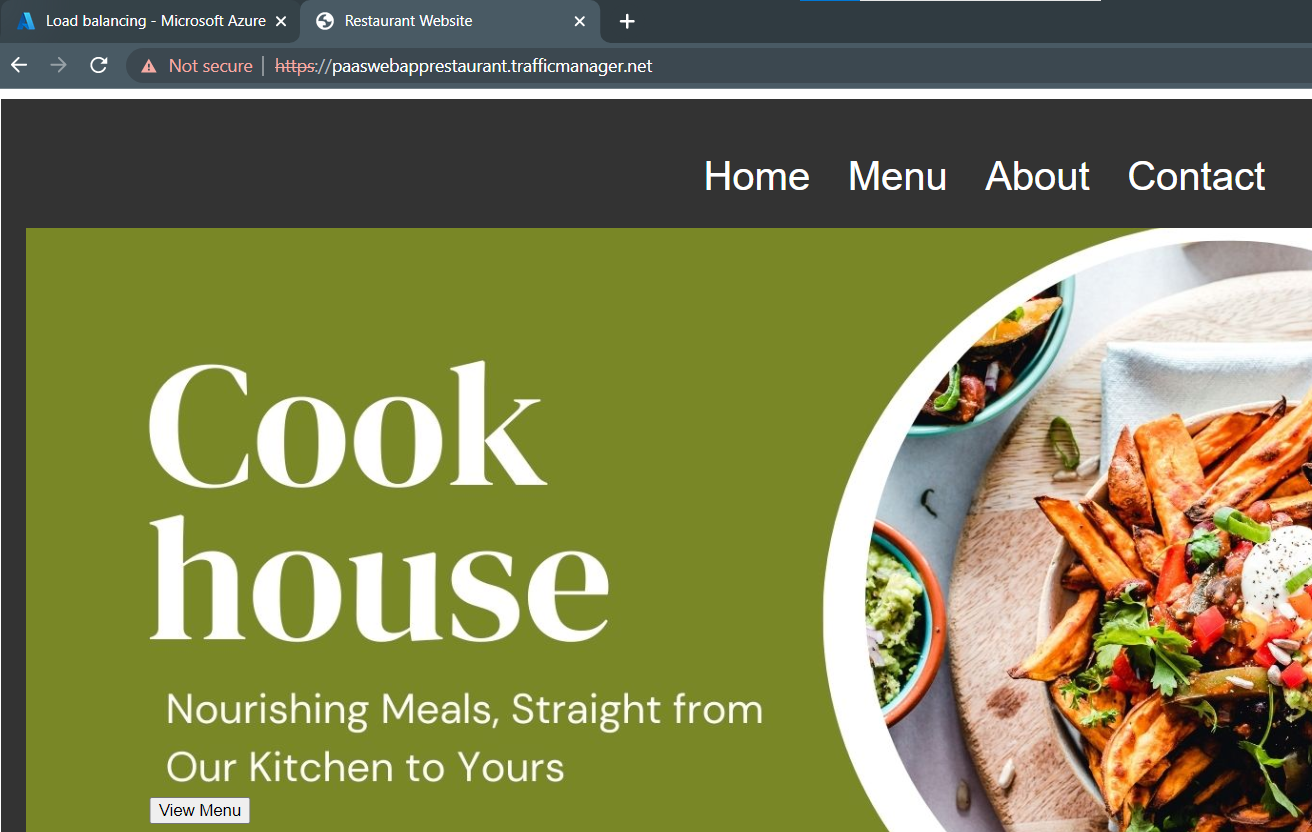 Load balancing - Microsoft Azure
Restaurant Website
Not secure
https://paaswebapprestaurant.trafficmanager.net
Home Menu About Contact
Cook
house
Nourishing Meals, Straight from
Our Kitchen to Yours
View Menu